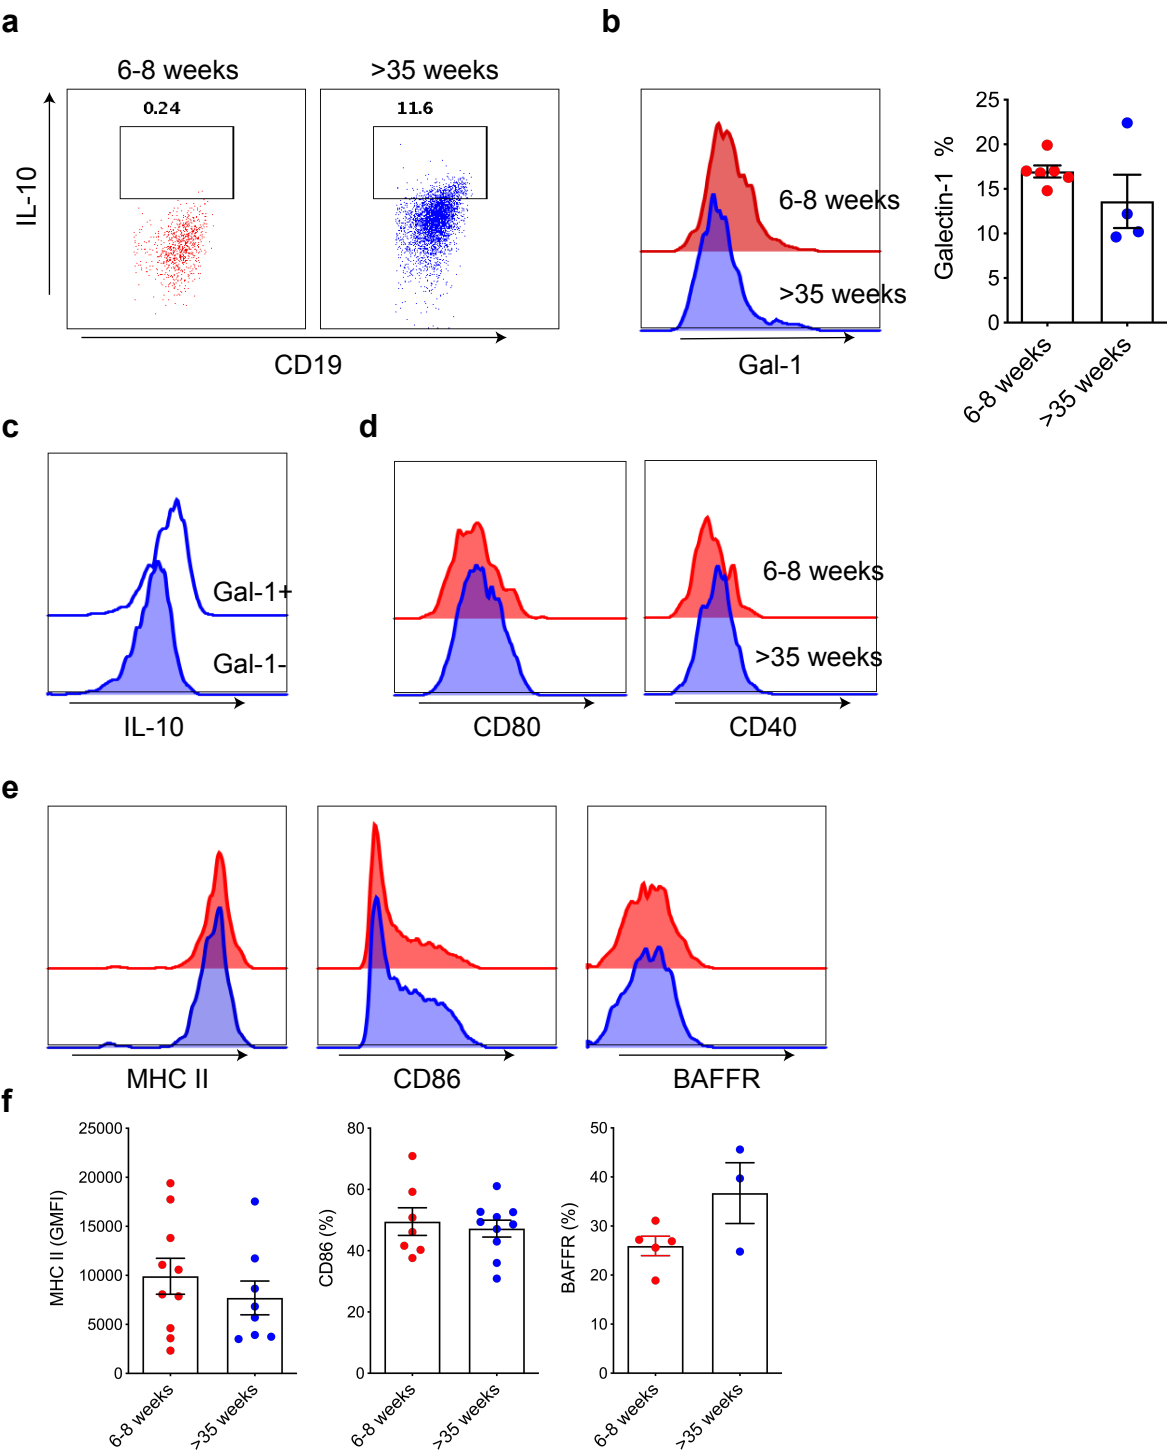 a
6-8 weeks
>35 weeks
0.24
11.6
IL-10
CD19
b
6-8 weeks
>35 weeks
Gal-1
Galectin-1 %
25
20
15
10
5
0
6-8 weeks
>35 weeks
c
Gal-1+
Gal-1-
IL-10
d
6-8 weeks
>35 weeks
CD80
CD40
e
MHC II
CD86
BAFFR
f
MHC II (GMFI)
25000
20000
15000
10000
5000
0
6-8 weeks
>35 weeks
CD86 (%)
80
60
40
20
0
6-8 weeks
>35 weeks
BAFFR (%)
50
40
30
20
10
0
6-8 weeks
>35 weeks